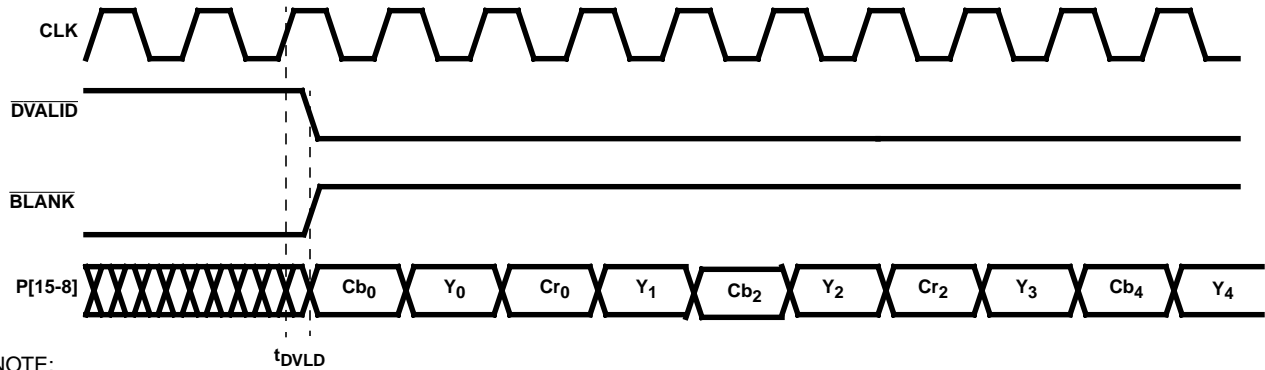 CLK
DVALID
BLANK
P[15-8] Cb0 Y0 Cr0 Y1 Cb2 Y2 Cr2 Y3 Cb4 Y4
tDVLD
NOTE: